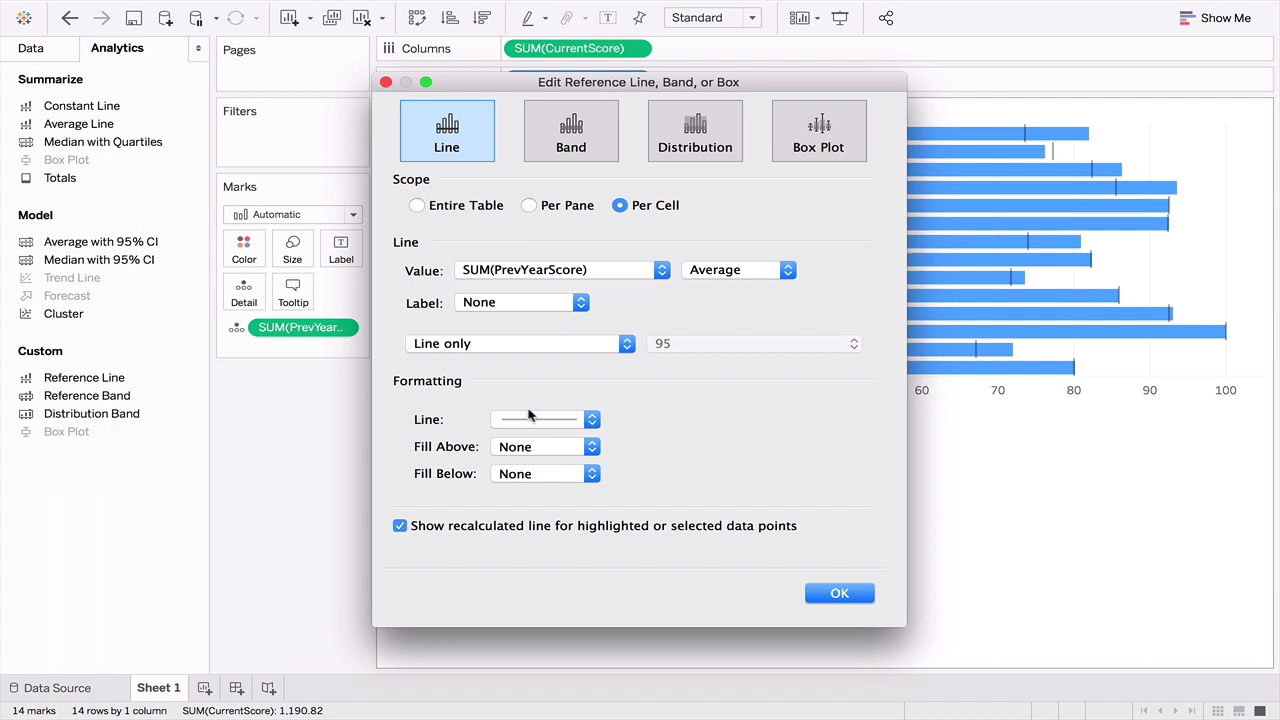 Standard
Show Me
Data
Analytics
Pages
Columns
SUM(CurrentScore)
Summarize
Constant Line
Average Line
Median with Quartiles
Box Plot
Totals
Model
Average with 95% CI
Median with 95% CI
Trend Line
Forecast
Cluster
Custom
Reference Line
Reference Band
Distribution Band
Box Plot
Filters
Marks
Automatic
Color
Size
Label
Detail
Tooltip
SUM(PrevYear..
Edit Reference Line, Band, or Box
Line
Band
Distribution
Box Plot
Scope
Entire Table
Per Pane
Per Cell
Line
Value:
SUM(PrevYearScore)
Average
Label:
None
Line only
95
Formatting
Line:
Fill Above:
None
Fill Below:
None
Show recalculated line for highlighted or selected data points
OK
60
70
80
90
100
Data Source
Sheet 1
14 marks
14 rows by 1 column
SUM(CurrentScore): 1,190.82